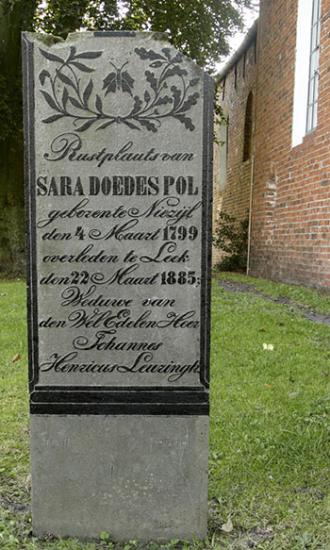 Rustplaats van
SARA DOEDES POL
geboren te Niezijl
den 4 Maart 1799
overleden te Leek
den 22 Maart 1885;
Weduwe van
den Wel Edelen Heer
Johannes
Henricus Leuringh